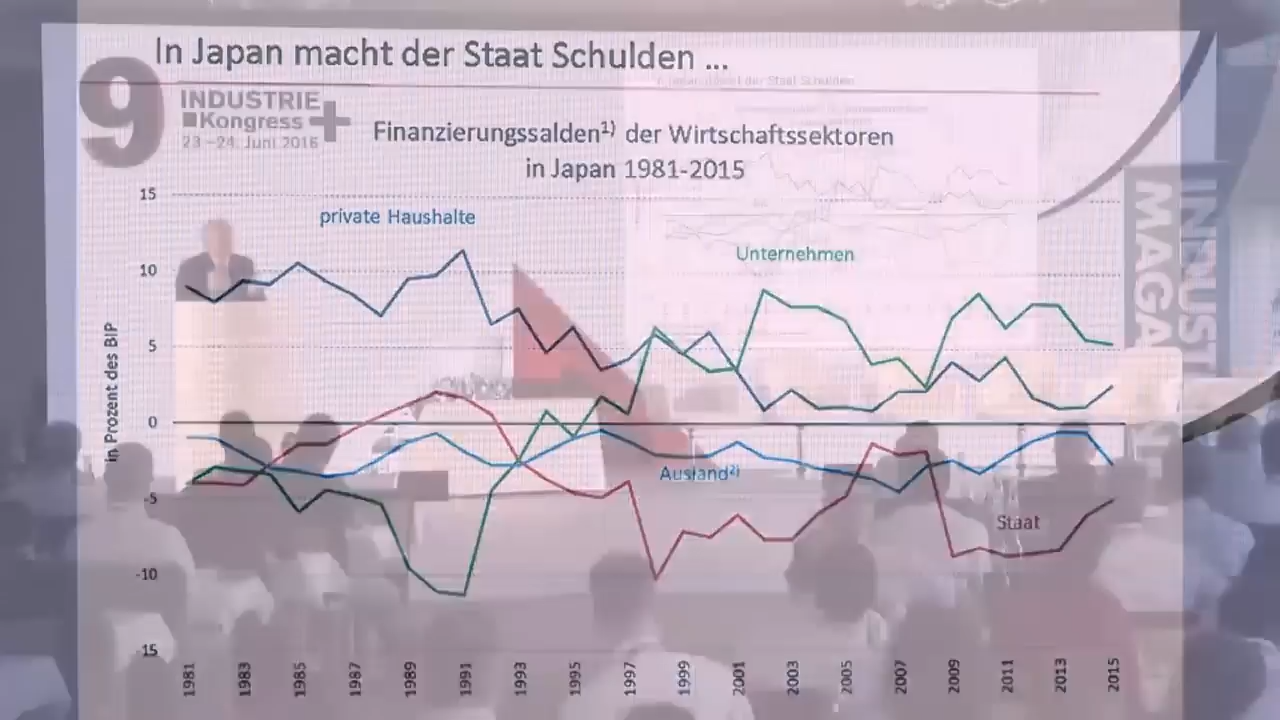 In Japan macht der Staat Schulden ...
9
INDUSTRIE
Kongress +
23.-24. Juni 2016
Finanzierungssalden1) der Wirtschaftssektoren
in Japan 1981-2015
private Haushalte
Unternehmen
Ausland2)
Staat
in Prozent des BIP
15
10
5
0
-5
-10
-15
1981 1983 1985 1987 1989 1991 1993 1995 1997 1999 2001 2003 2005 2007 2009 2011 2013 2015
INDUST
MAGA